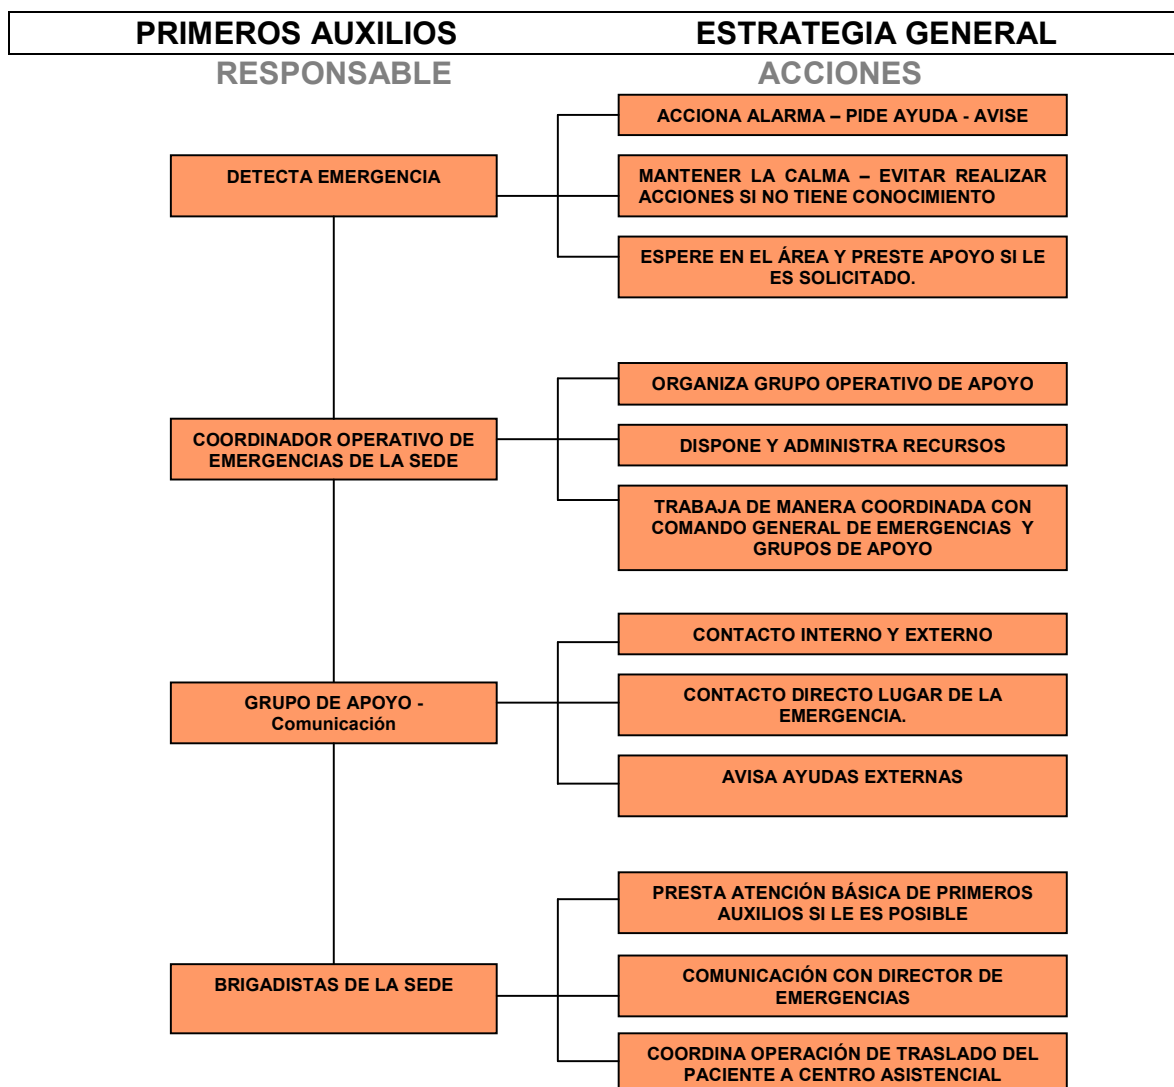 PRIMEROS AUXILIOS ESTRATEGIA GENERAL
RESPONSABLE ACCIONES
ACCIONA ALARMA – PIDE AYUDA - AVISE
DETECTA EMERGENCIA
MANTENER LA CALMA – EVITAR REALIZAR
ACCIONES SI NO TIENE CONOCIMIENTO
ESPERE EN EL ÁREA Y PRESTE APOYO SI LE
ES SOLICITADO.
ORGANIZA GRUPO OPERATIVO DE APOYO
COORDINADOR OPERATIVO DE
EMERGENCIAS DE LA SEDE
DISPONE Y ADMINISTRA RECURSOS
TRABAJA DE MANERA COORDINADA CON
COMANDO GENERAL DE EMERGENCIAS Y
GRUPOS DE APOYO
CONTACTO INTERNO Y EXTERNO
GRUPO DE APOYO -
Comunicación
CONTACTO DIRECTO LUGAR DE LA
EMERGENCIA.
AVISA AYUDAS EXTERNAS
PRESTA ATENCIÓN BÁSICA DE PRIMEROS
AUXILIOS SI LE ES POSIBLE
BRIGADISTAS DE LA SEDE
COMUNICACIÓN CON DIRECTOR DE
EMERGENCIAS
COORDINA OPERACIÓN DE TRASLADO DEL
PACIENTE A CENTRO ASISTENCIAL